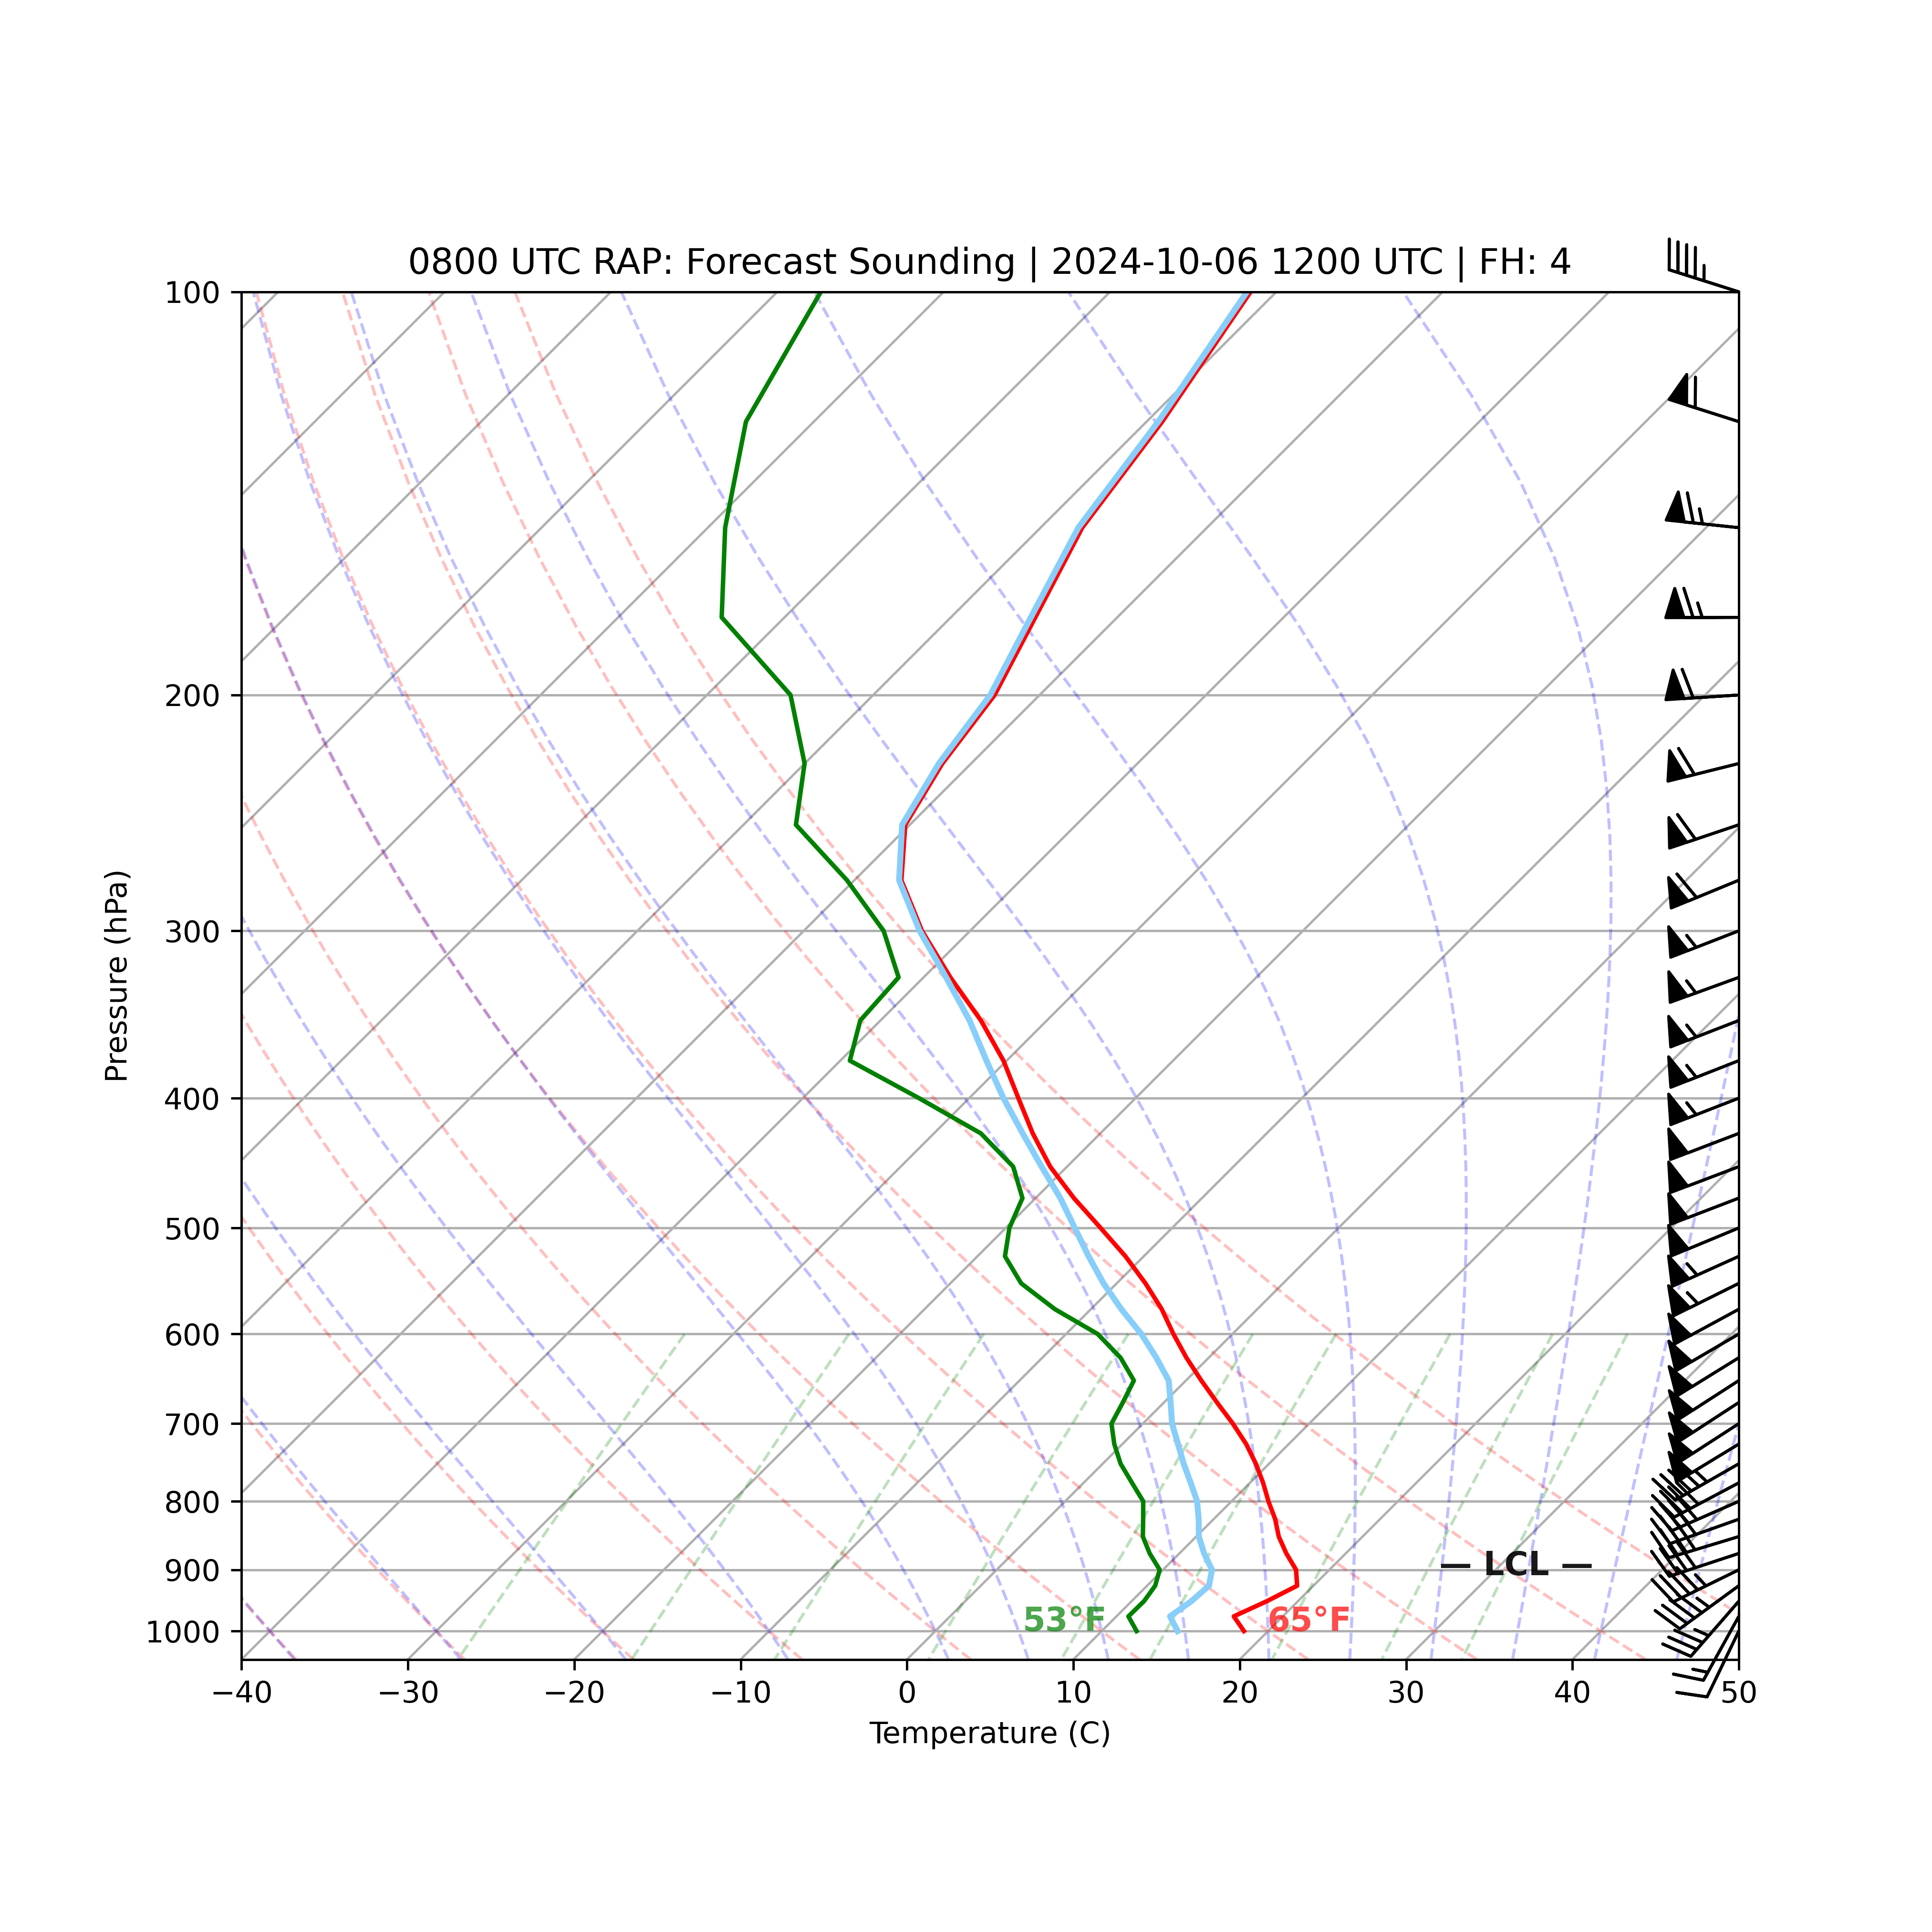 0800 UTC RAP: Forecast Sounding | 2024-10-06 1200 UTC | FH: 4
100
200
300
400
500
600
700
800
900
1000
Pressure (hPa)
— LCL —
53°F
65°F
−40 −30 −20 −10 0 10 20 30 40 50
Temperature (C)